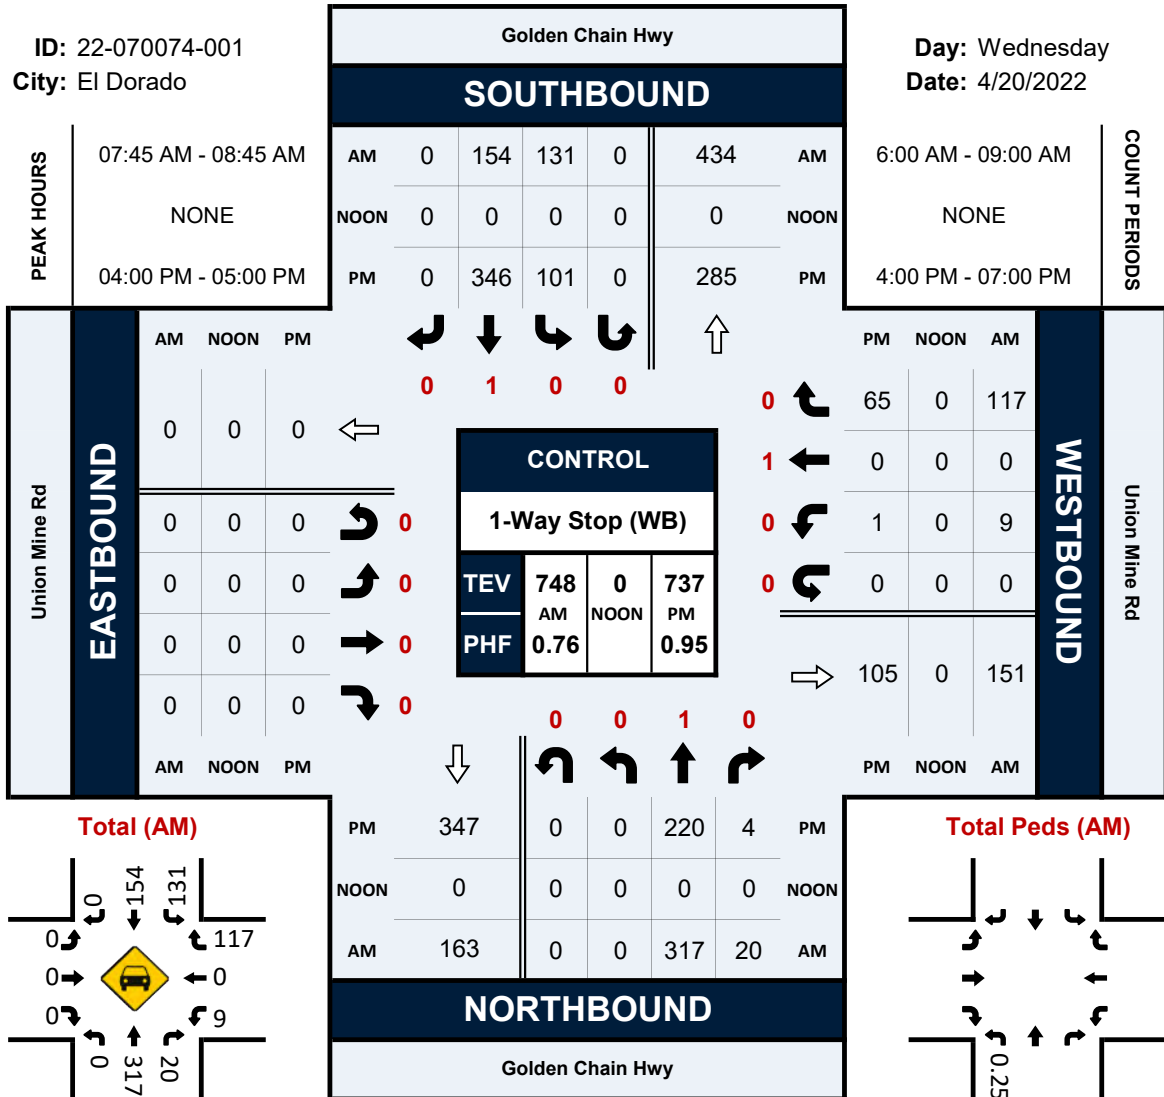 Golden Chain Hwy
ID: 22-070074-001
Day: Wednesday
City: El Dorado
Date: 4/20/2022
SOUTHBOUND
PEAK HOURS
07:45 AM - 08:45 AM
AM 0 154 131 0 434 AM
6:00 AM - 09:00 AM
COUNT PERIODS
NONE
NOON 0 0 0 0 0 NOON
NONE
04:00 PM - 05:00 PM
PM 0 346 101 0 285 PM
4:00 PM - 07:00 PM
AM NOON PM
PM NOON AM
0 1 0 0
0 65 0 117
0 0 0
1 0 0 0
Union Mine Rd
EASTBOUND
CONTROL
WESTBOUND
Union Mine Rd
0 0 0 0
1-Way Stop (WB)
0 1 0 9
0 0 0 0
TEV 748 0 737
AM NOON PM
PHF 0.76 0.95
0 0 0 0
0 0 0 0
105 0 151
0 0 0 0
0 0 1 0
AM NOON PM
PM NOON AM
Total (AM)
PM 347 0 0 220 4 PM
Total Peds (AM)
NOON 0 0 0 0 0 NOON
AM 163 0 0 317 20 AM
0 154 131
0 117
0 0
0 9
0 317 20
NORTHBOUND
0.25
Golden Chain Hwy